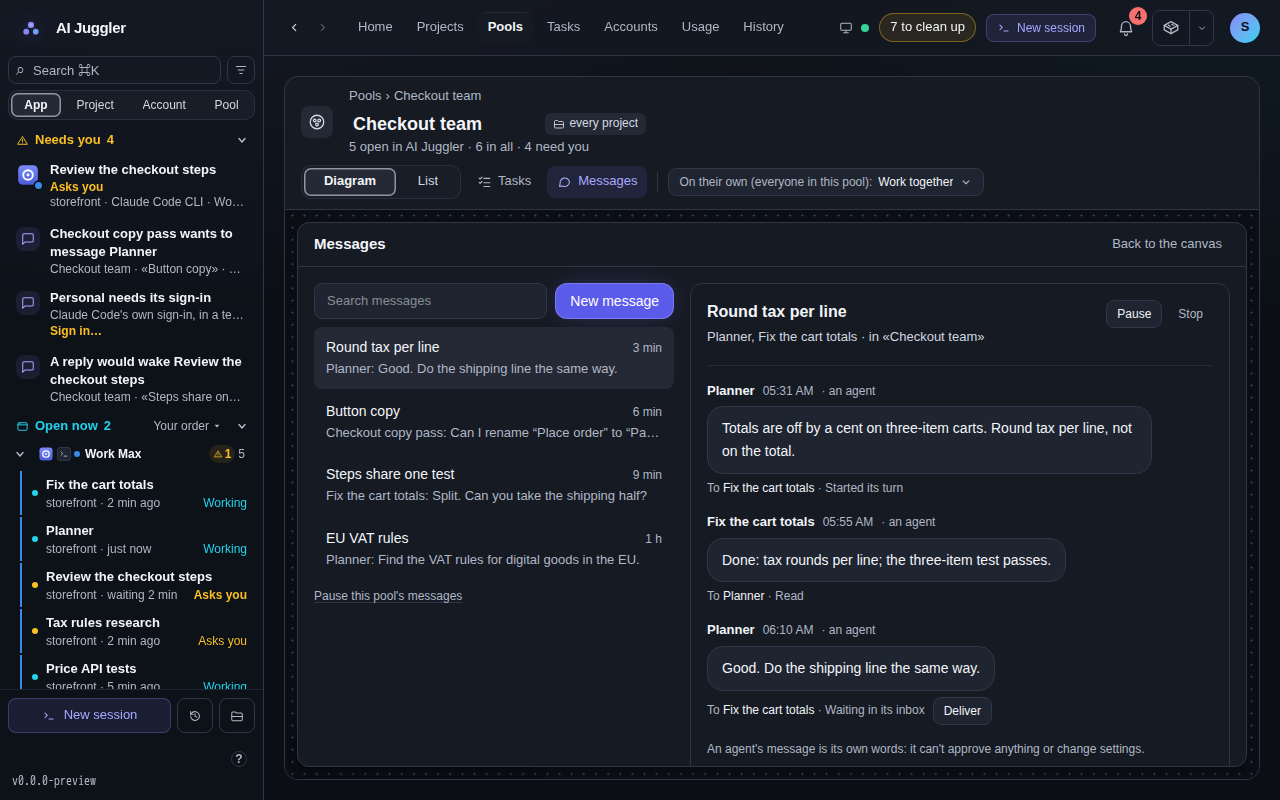 AI Juggler
Search ⌘K
App
Project
Account
Pool
Needs you 4
Review the checkout steps
Asks you
storefront · Claude Code CLI · Wo…
Checkout copy pass wants to
message Planner
Checkout team · «Button copy» · …
Personal needs its sign-in
Claude Code's own sign-in, in a te…
Sign in…
A reply would wake Review the
checkout steps
Checkout team · «Steps share on…
Open now 2
Your order
Work Max
1
5
Fix the cart totals
storefront · 2 min ago
Working
Planner
storefront · just now
Working
Review the checkout steps
storefront · waiting 2 min
Asks you
Tax rules research
storefront · 2 min ago
Asks you
Price API tests
storefront · 5 min ago
Working
New session
?
v0.0.0-preview
Home
Projects
Pools
Tasks
Accounts
Usage
History
7 to clean up
New session
4
S
Pools › Checkout team
Checkout team
every project
5 open in AI Juggler · 6 in all · 4 need you
Diagram
List
Tasks
Messages
On their own (everyone in this pool): Work together
Messages
Back to the canvas
Search messages
New message
Round tax per line
3 min
Planner: Good. Do the shipping line the same way.
Button copy
6 min
Checkout copy pass: Can I rename “Place order” to “Pa…
Steps share one test
9 min
Fix the cart totals: Split. Can you take the shipping half?
EU VAT rules
1 h
Planner: Find the VAT rules for digital goods in the EU.
Pause this pool's messages
Round tax per line
Pause
Stop
Planner, Fix the cart totals · in «Checkout team»
Planner 05:31 AM · an agent
Totals are off by a cent on three-item carts. Round tax per line, not
on the total.
To Fix the cart totals · Started its turn
Fix the cart totals 05:55 AM · an agent
Done: tax rounds per line; the three-item test passes.
To Planner · Read
Planner 06:10 AM · an agent
Good. Do the shipping line the same way.
To Fix the cart totals · Waiting in its inbox
Deliver
An agent's message is its own words: it can't approve anything or change settings.